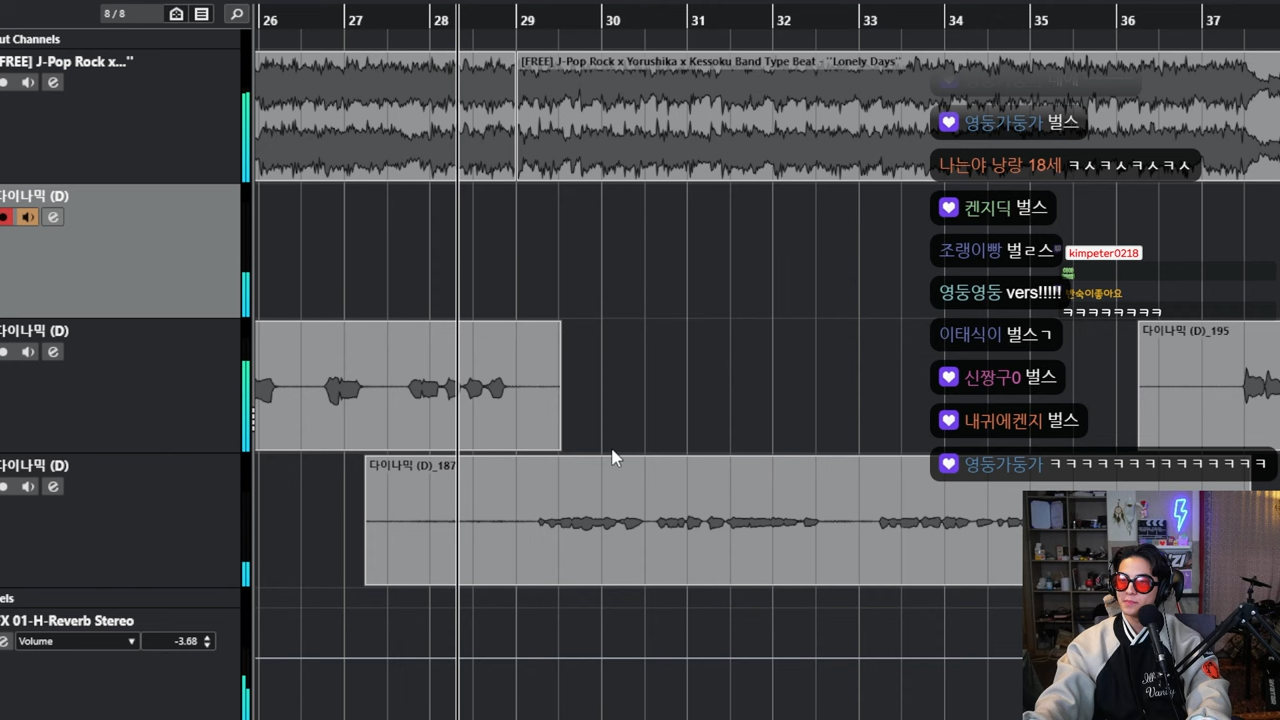 8 / 8
26 27 28 29 30 31 32 33 34 35 36 37
ut Channels
FREE] J-Pop Rock x..."
[FREE] J-Pop Rock x Yorushika x Kessoku Band Type Beat - ''Lonely Days''
영둥가둥가 벌스
나는야 낭랑 18세 ㅋㅅㅋㅅㅋㅅㅋㅅ
다이나믹 (D)
켄지딕 벌스
조랭이빵 벌ㄹ스
kimpeter0218
영둥영둥 vers!!!!!
반숙이좋아요
ㅋㅋㅋㅋㅋㅋㅋㅋ
다이나믹 (D)
이태식이 벌스ㄱ
다이나믹 (D)_195
신짱구0 벌스
내귀에켄지 벌스
다이나믹 (D)
다이나믹 (D)_187
영둥가둥가 ㅋㅋㅋㅋㅋㅋㅋㅋㅋㅋㅋㅋㅋㅋ
els
X 01-H-Reverb Stereo
Volume
-3.68